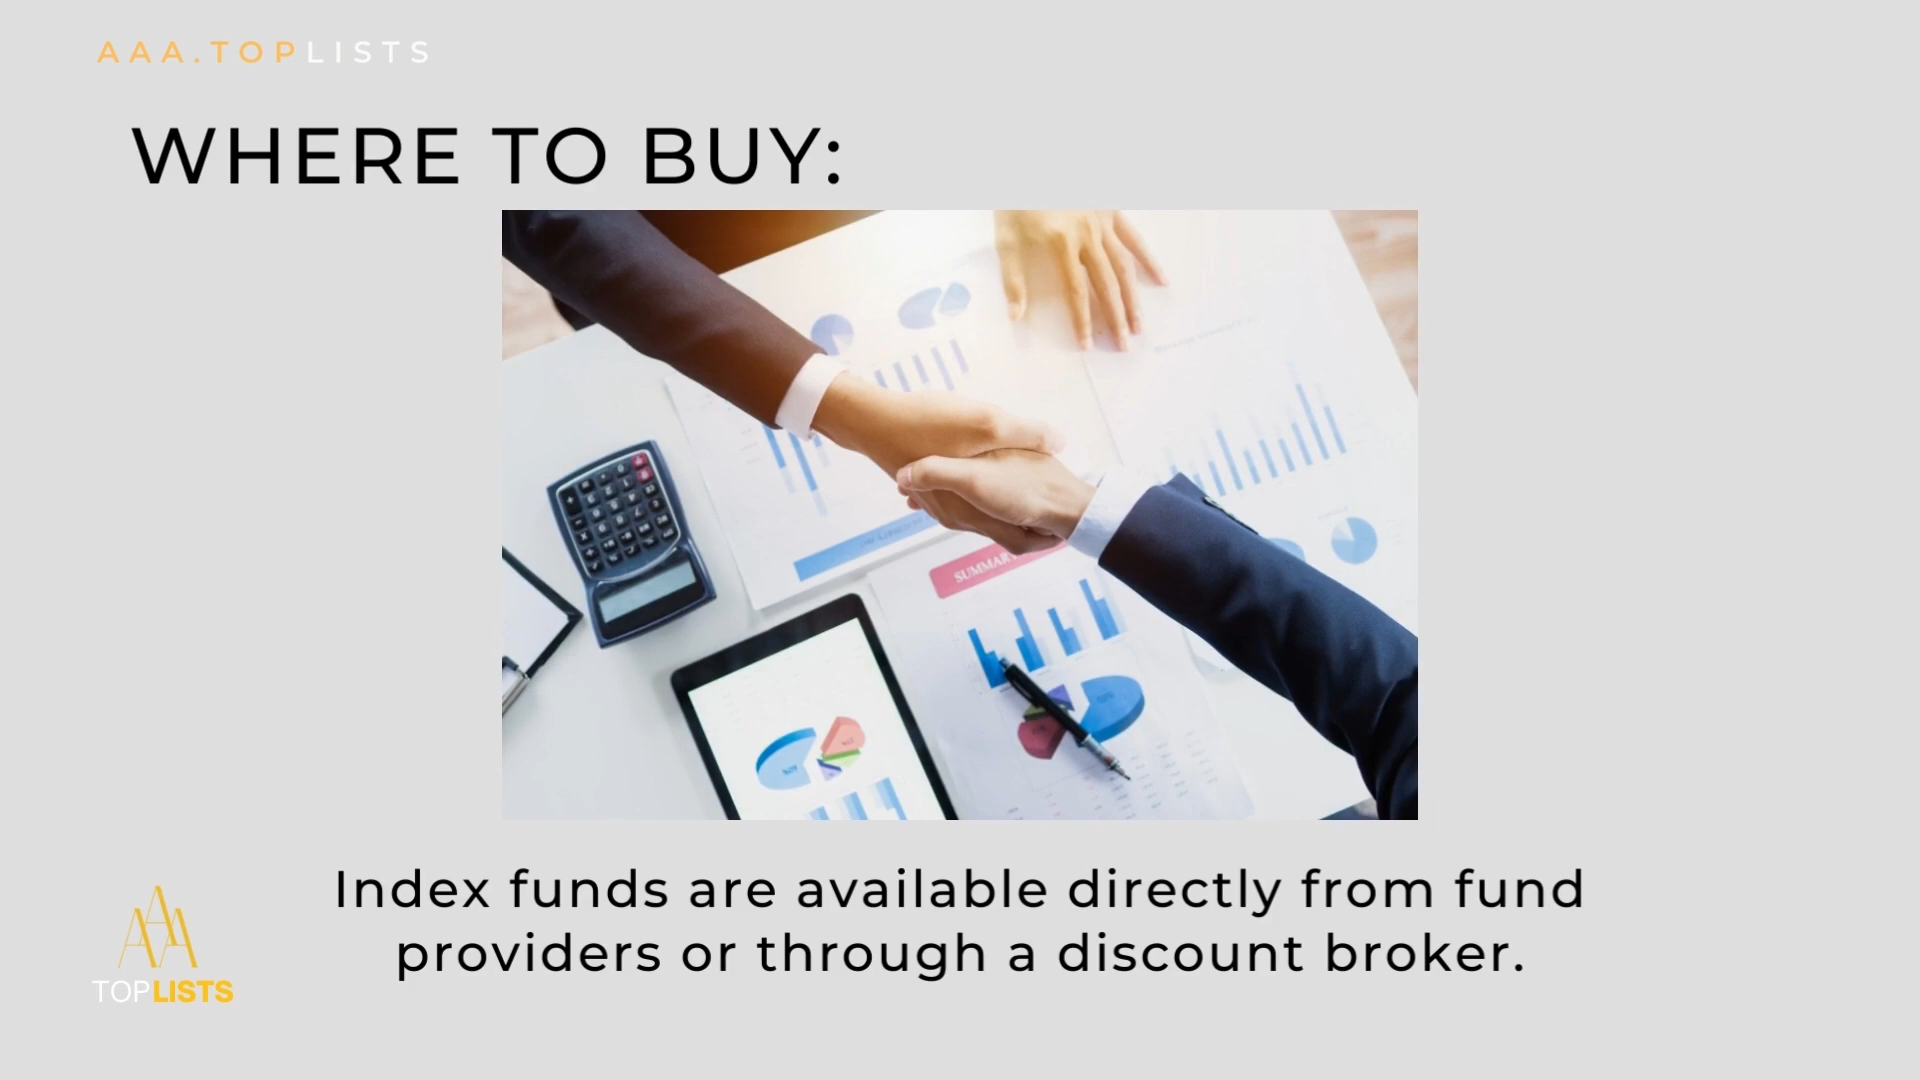 AAA.TOPLISTS
WHERE TO BUY:
SUMMARY
Index funds are available directly from fund
providers or through a discount broker.
AAA
TOPLISTS